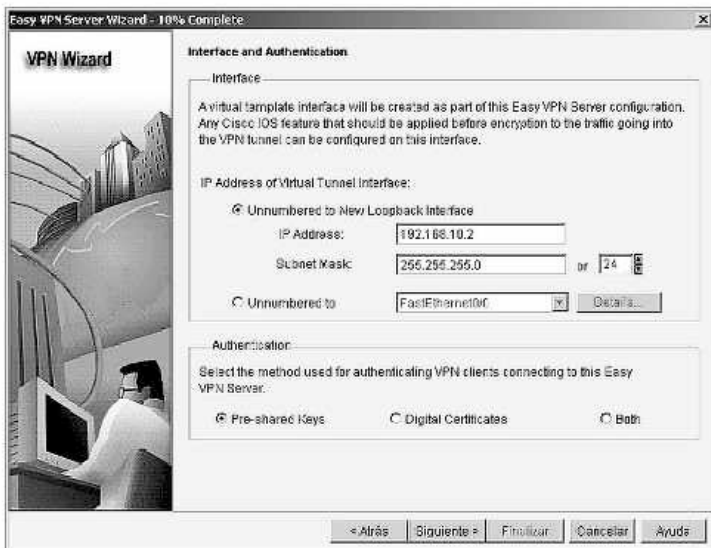 Easy VPN Server Wizard - 10% Complete
VPN Wizard
Interface and Authentication
Interface
A virtual template interface will be created as part of this Easy VPN Server configuration.
Any Cisco IOS feature that should be applied before encryption to the traffic going into
the VPN tunnel can be configured on this interface.
IP Address of Virtual Tunnel Interface:
Unnumbered to New Loopback Interface
IP Address: 192.168.10.2
Subnet Mask: 255.255.255.0 or 24
Unnumbered to FastEthernet0/0 Details...
Authentication
Select the method used for authenticating VPN clients connecting to this Easy
VPN Server.
Pre-shared Keys Digital Certificates Both
< Atrás Siguiente > Finalizar Cancelar Ayuda